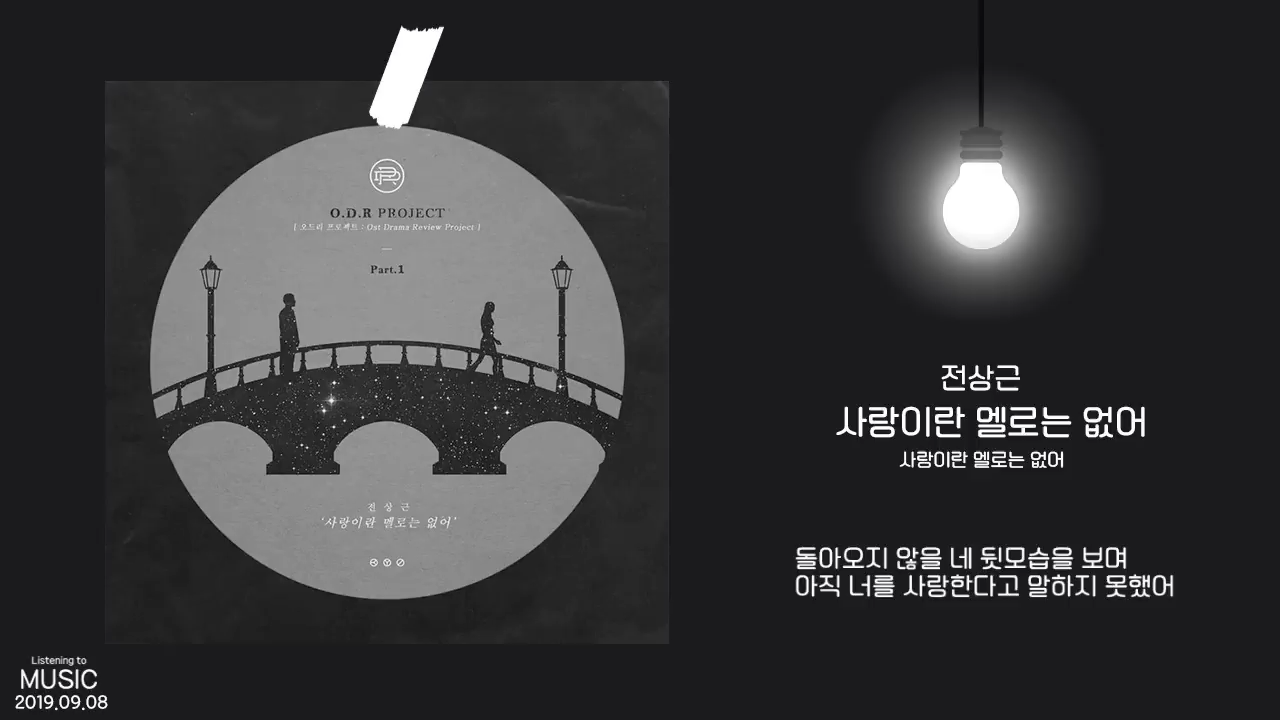 O.D.R PROJECT
[ 오드리 프로젝트 : Ost Drama Review Project ]
Part.1
전상근
'사랑이란 멜로는 없어'
전상근
사랑이란 멜로는 없어
사랑이란 멜로는 없어
돌아오지 않을 네 뒷모습을 보며
아직 너를 사랑한다고 말하지 못했어
Listening to
MUSIC
2019.09.08